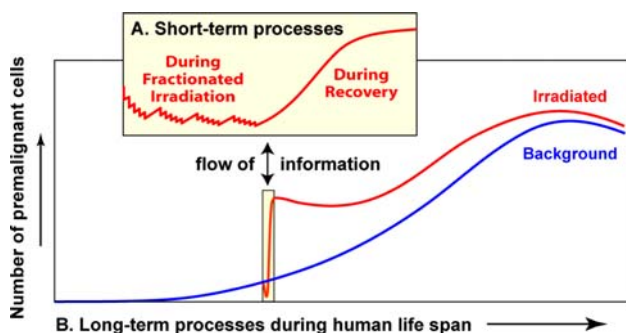 A. Short-term processes
During
Fractionated
Irradiation
During
Recovery
Number of premalignant cells
flow of information
Irradiated
Background
B. Long-term processes during human life span